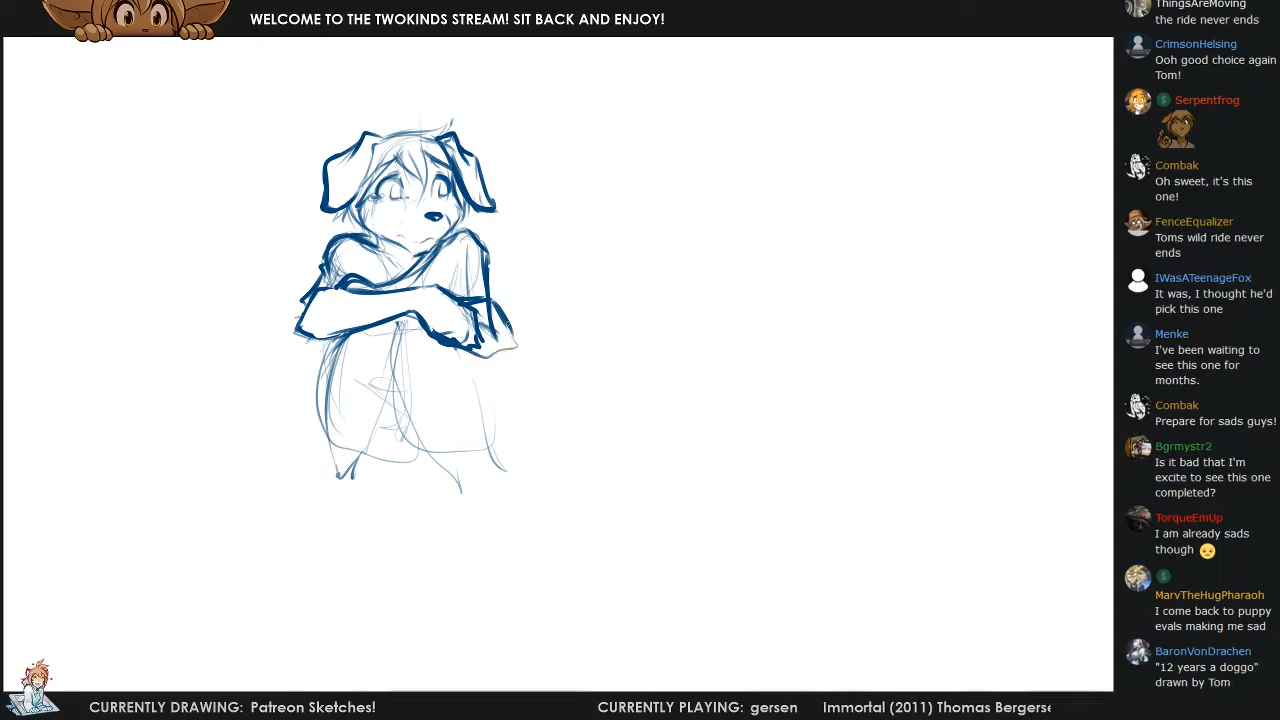 WELCOME TO THE TWOKINDS STREAM! SIT BACK AND ENJOY!
ThingsAreMoving
the ride never ends
CrimsonHelsing
Ooh good choice again
Tom!
Serpentfrog
Combak
Oh sweet, it's this
one!
FenceEqualizer
Toms wild ride never
ends
IWasATeenageFox
It was, I thought he'd
pick this one
Menke
I've been waiting to
see this one for
months.
Combak
Prepare for sads guys!
Bgrmystr2
Is it bad that I'm
excite to see this one
completed?
TorqueEmUp
I am already sads
though
MarvTheHugPharaoh
I come back to puppy
evals making me sad
BaronVonDrachen
"12 years a doggo"
drawn by Tom
CURRENTLY DRAWING: Patreon Sketches!
CURRENTLY PLAYING: gersen Immortal (2011) Thomas Bergerse